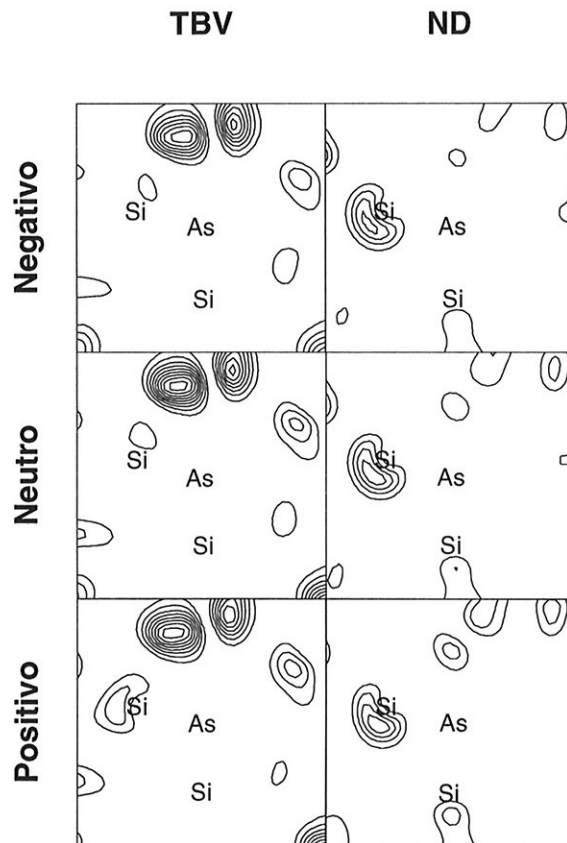 TBV ND
Negativo
Si As Si
Si As Si
Neutro
Si As Si
Si As Si
Positivo
Si As Si
Si As Si